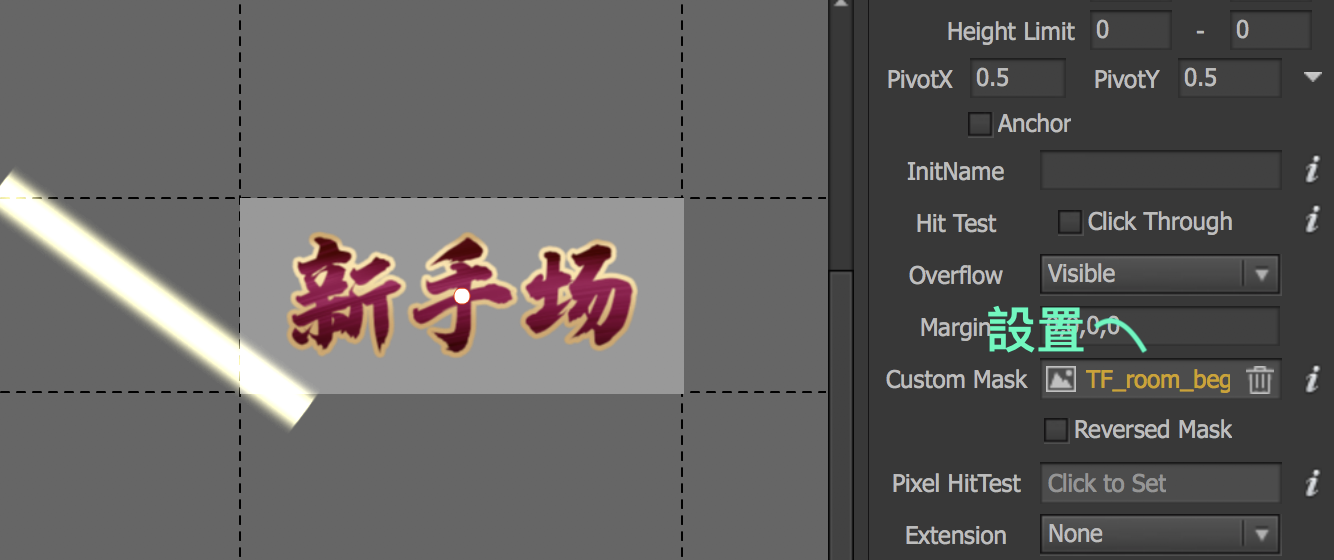 新手场
Height Limit 0 - 0
PivotX 0.5 PivotY 0.5
Anchor
InitName
Hit Test Click Through
Overflow Visible
Margin 設置 ,0,0
Custom Mask TF_room_beg
Reversed Mask
Pixel HitTest Click to Set
Extension None